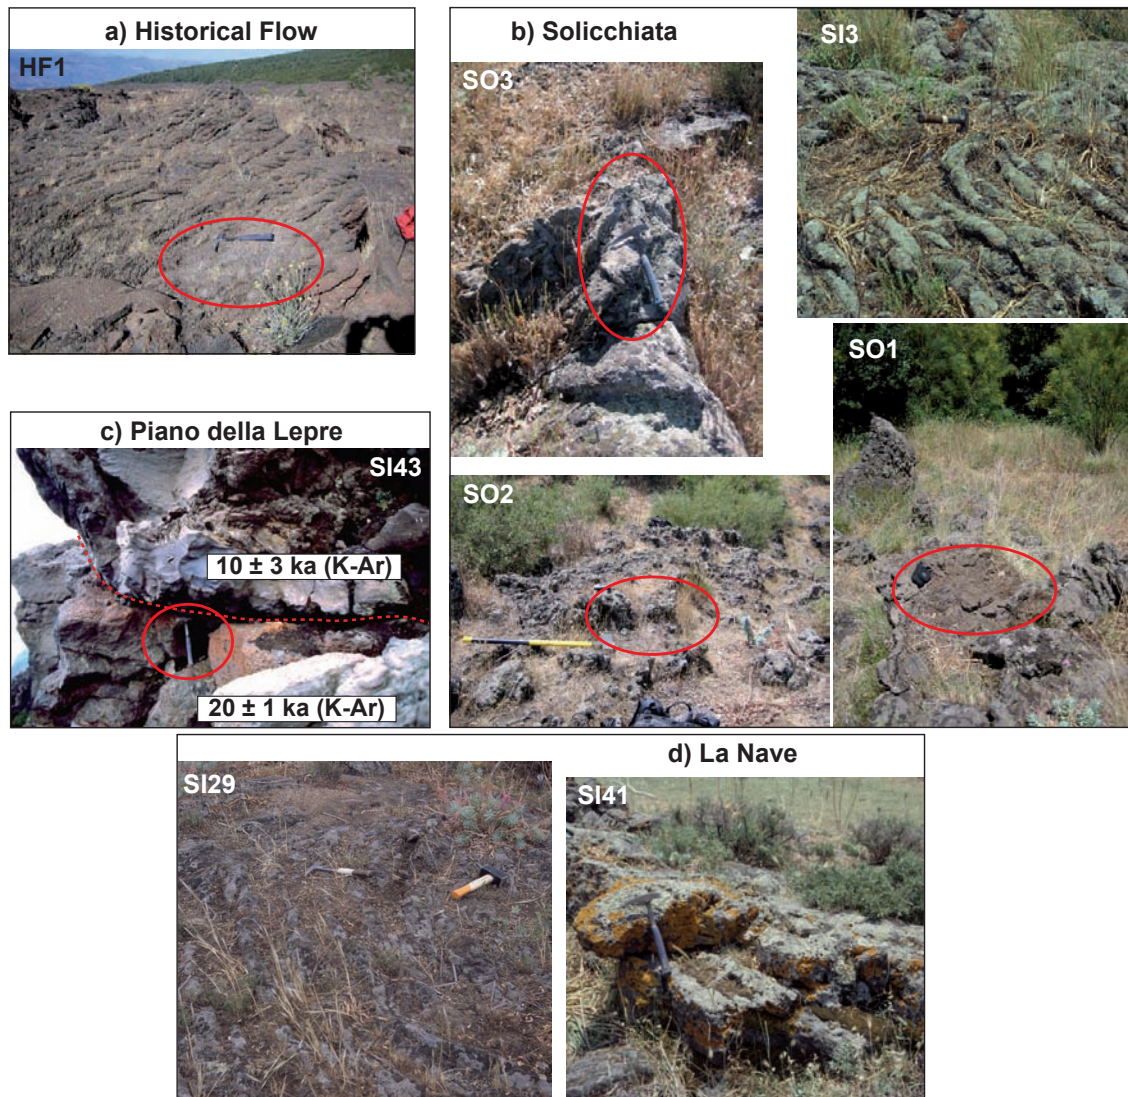 a) Historical Flow
HF1
b) Solicchiata
SO3
SI3
SO1
SO2
c) Piano della Lepre
SI43
10 ± 3 ka (K-Ar)
20 ± 1 ka (K-Ar)
d) La Nave
SI29
SI41